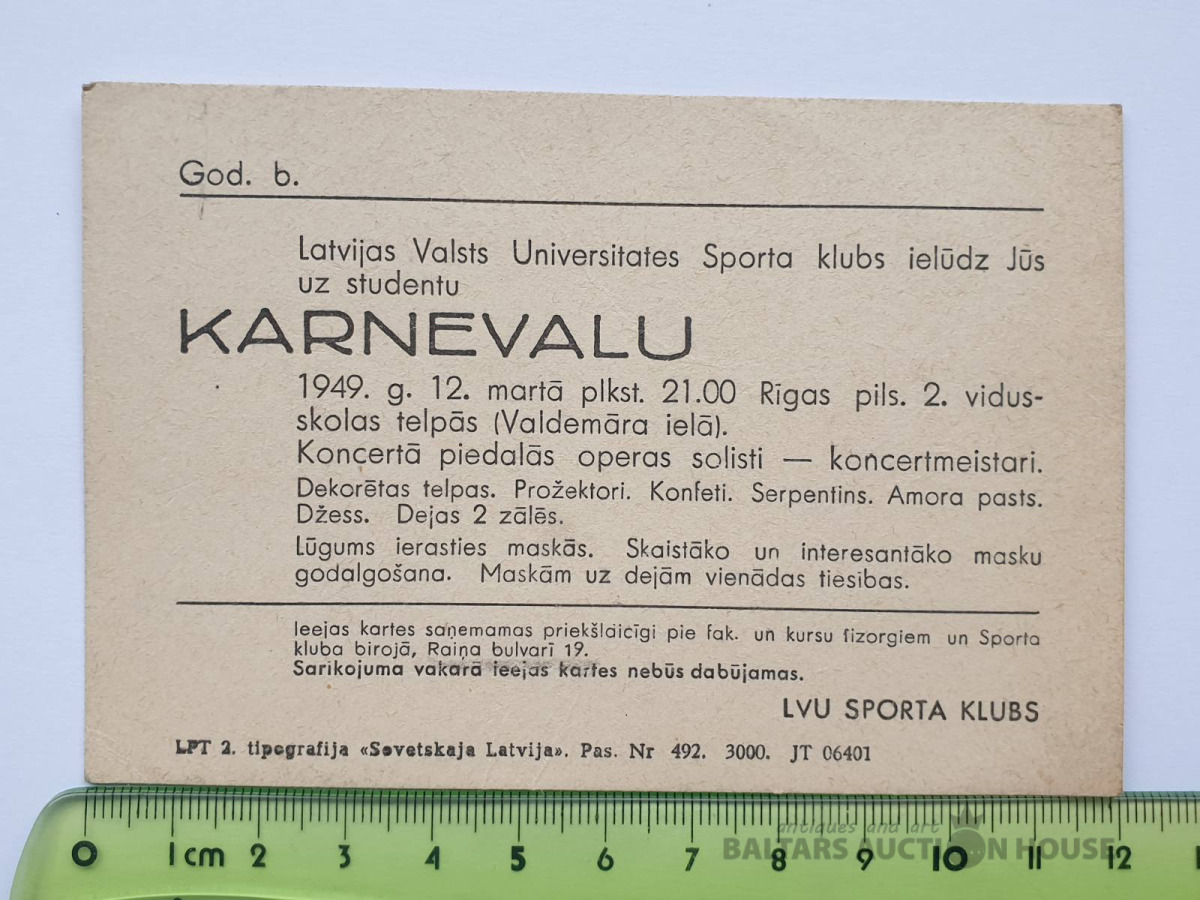 God. b.
Latvijas Valsts Universitates Sporta klubs ielūdz Jūs
uz studentu
KARNEVALU
1949. g. 12. martā plkst. 21.00 Rīgas pils. 2. vidus-
skolas telpās (Valdemāra ielā).
Koncertā piedalās operas solisti — koncertmeistari.
Dekorētas telpas. Prožektori. Konfeti. Serpentins. Amora pasts.
Džess. Dejas 2 zālēs.
Lūgums ierasties maskās. Skaistāko un interesantāko masku
godalgošana. Maskām uz dejām vienādas tiesibas.
Ieejas kartes saņemamas priekšlaicīgi pie fak. un kursu fizorgiem un Sporta
kluba birojā, Raiņa bulvarī 19.
Sarikojuma vakarā ieejas kartes nebūs dabūjamas.
LVU SPORTA KLUBS
LPT 2. tipografija «Sovetskaja Latvija». Pas. Nr 492. 3000. JT 06401
antiques and art
BALTARS AUCTION HOUSE
0 1 cm 2 3 4 5 6 7 8 9 10 11 12